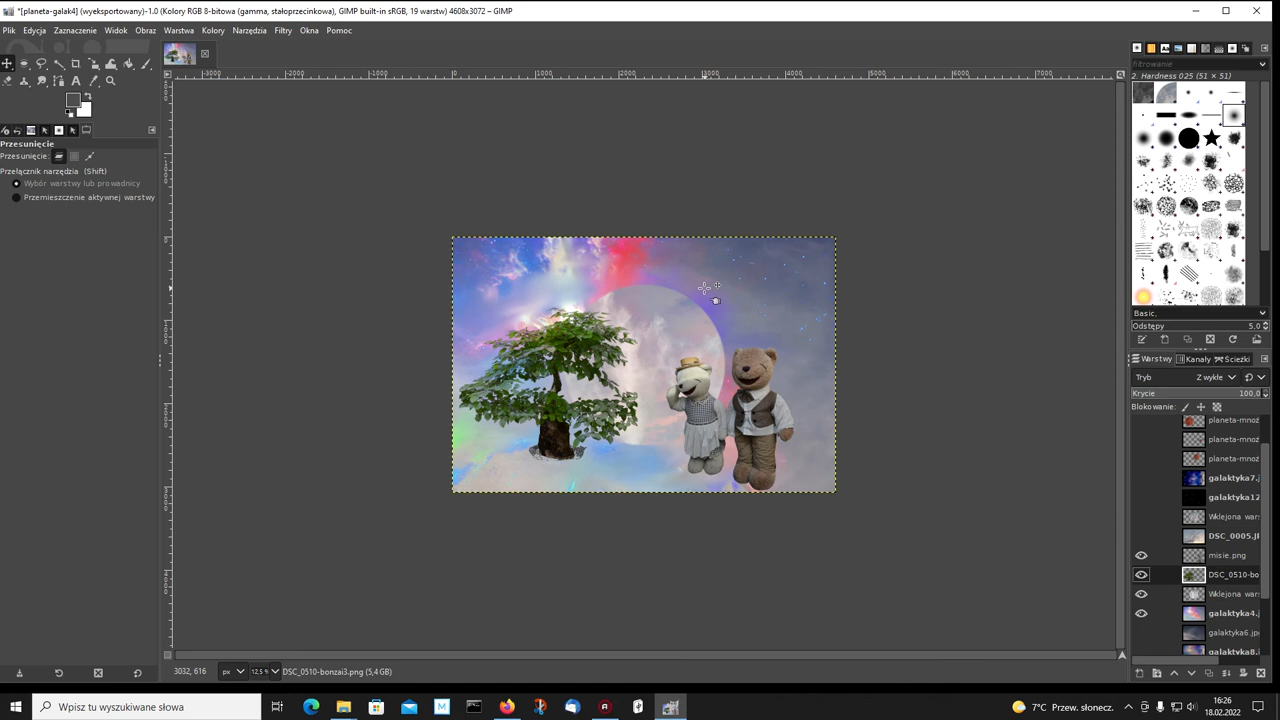 *[planeta-galak4] (wyeksportowany)-1.0 (Kolory RGB 8-bitowa (gamma, stałoprzecinkowa), GIMP built-in sRGB, 19 warstw) 4608x3072 – GIMP
Plik Edycja Zaznaczenie Widok Obraz Warstwa Kolory Narzędzia Filtry Okna Pomoc
filtrowanie
2. Hardness 025 (51 × 51)
Przesunięcie
Przesunięcie:
Przełącznik narzędzia (Shift)
Wybór warstwy lub prowadnicy
Przemieszczenie aktywnej warstwy
Basic,
Odstępy 5,0
Warstwy Kanały Ścieżki
Tryb Zwykłe
Krycie 100,0
Blokowanie:
planeta-mnoż
planeta-mnoż
planeta-mnoż
galaktyka7.j
galaktyka12
Wklejona wars
DSC_0005.JP
misie.png
DSC_0510-bo
Wklejona wars
galaktyka4.j
galaktyka6.jpg
galaktyka8.j
3032, 616 px 12,5 % DSC_0510-bonzai3.png (5,4 GB)
Wpisz tu wyszukiwane słowa
7°C Przew. słonecz.
16:26
18.02.2022